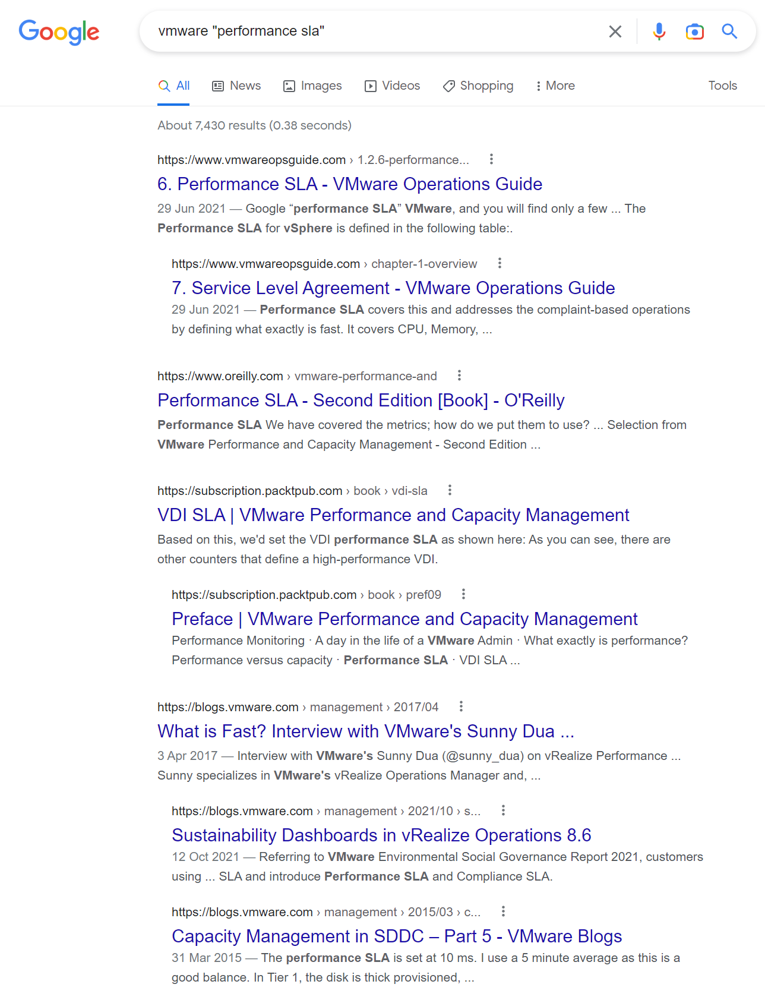 Google
vmware "performance sla"
All News Images Videos Shopping More Tools
About 7,430 results (0.38 seconds)
https://www.vmwareopsguide.com › 1.2.6-performance...
6. Performance SLA - VMware Operations Guide
29 Jun 2021 — Google “performance SLA” VMware, and you will find only a few ... The
Performance SLA for vSphere is defined in the following table:.
https://www.vmwareopsguide.com › chapter-1-overview
7. Service Level Agreement - VMware Operations Guide
29 Jun 2021 — Performance SLA covers this and addresses the complaint-based operations
by defining what exactly is fast. It covers CPU, Memory, ...
https://www.oreilly.com › vmware-performance-and
Performance SLA - Second Edition [Book] - O'Reilly
Performance SLA We have covered the metrics; how do we put them to use? ... Selection from
VMware Performance and Capacity Management - Second Edition ...
https://subscription.packtpub.com › book › vdi-sla
VDI SLA | VMware Performance and Capacity Management
Based on this, we'd set the VDI performance SLA as shown here: As you can see, there are
other counters that define a high-performance VDI.
https://subscription.packtpub.com › book › pref09
Preface | VMware Performance and Capacity Management
Performance Monitoring · A day in the life of a VMware Admin · What exactly is performance?
Performance versus capacity · Performance SLA · VDI SLA ...
https://blogs.vmware.com › management › 2017/04
What is Fast? Interview with VMware's Sunny Dua ...
3 Apr 2017 — Interview with VMware's Sunny Dua (@sunny_dua) on vRealize Performance ...
Sunny specializes in VMware's vRealize Operations Manager and, ...
https://blogs.vmware.com › management › 2021/10 › s...
Sustainability Dashboards in vRealize Operations 8.6
12 Oct 2021 — Referring to VMware Environmental Social Governance Report 2021, customers
using ... SLA and introduce Performance SLA and Compliance SLA.
https://blogs.vmware.com › management › 2015/03 › c...
Capacity Management in SDDC – Part 5 - VMware Blogs
31 Mar 2015 — The performance SLA is set at 10 ms. I use a 5 minute average as this is a
good balance. In Tier 1, the disk is thick provisioned, ...